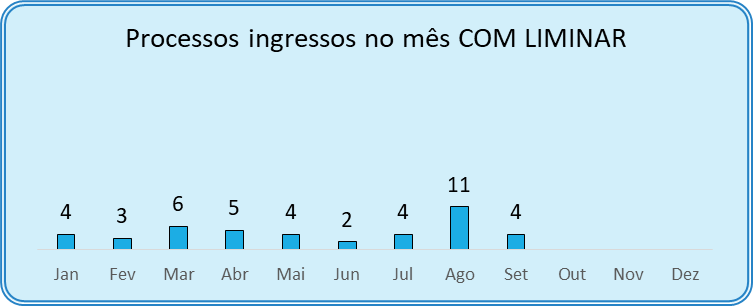 Processos ingressos no mês COM LIMINAR
4 3 6 5 4 2 4 11 4
Jan Fev Mar Abr Mai Jun Jul Ago Set Out Nov Dez